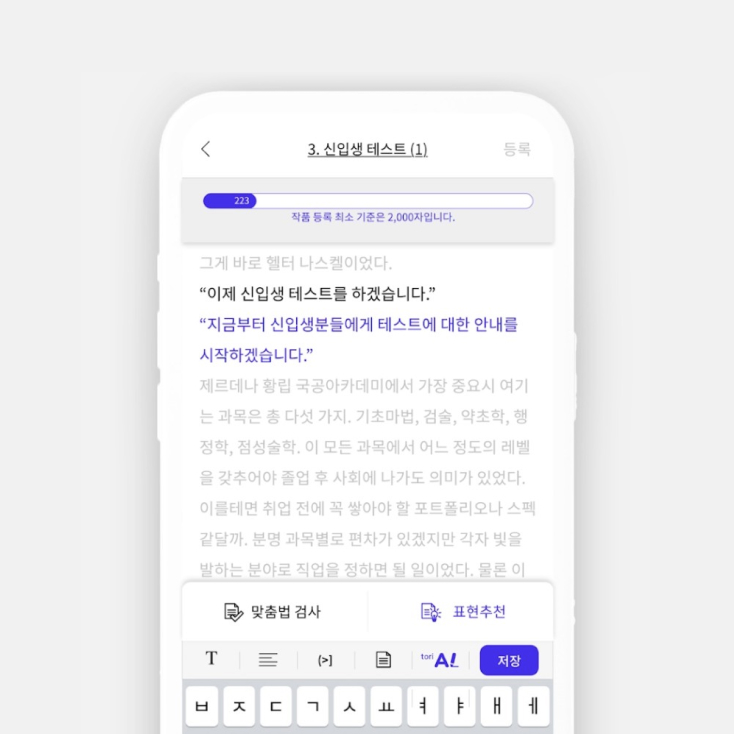 3. 신입생 테스트 (1)
등록
223
작품 등록 최소 기준은 2,000자입니다.
그게 바로 헬터 나스켈이었다.
“이제 신입생 테스트를 하겠습니다.”
“지금부터 신입생분들에게 테스트에 대한 안내를
시작하겠습니다.”
제르데나 황립 국공아카데미에서 가장 중요시 여기
는 과목은 총 다섯 가지. 기초마법, 검술, 약초학, 행
정학, 점성술학. 이 모든 과목에서 어느 정도의 레벨
을 갖추어야 졸업 후 사회에 나가도 의미가 있었다.
이를테면 취업 전에 꼭 쌓아야 할 포트폴리오나 스펙
같달까. 분명 과목별로 편차가 있겠지만 각자 빛을
발하는 분야로 직업을 정하면 될 일이었다. 물론 이
맞춤법 검사
표현추천
T
(>]
tori AI
저장
ㅂ ㅈ ㄷ ㄱ ㅅ ㅛ ㅕ ㅑ ㅐ ㅔ